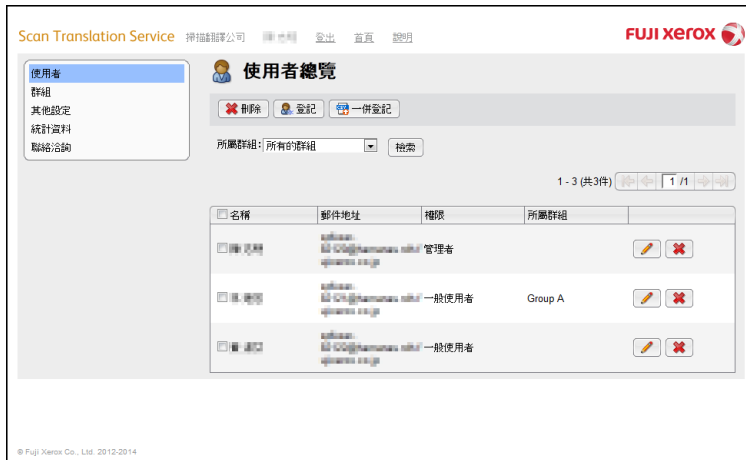 Scan Translation Service 掃描翻譯公司 登出 首頁 說明
FUJI xerox
使用者
群組
其他設定
統計資料
聯絡洽詢
使用者總覽
刪除 登記 一併登記
所屬群組: 所有的群組 檢索
1 - 3 (共3件) 1 /1
名稱 郵件地址 權限 所屬群組
管理者
一般使用者 Group A
一般使用者
© Fuji Xerox Co., Ltd. 2012-2014